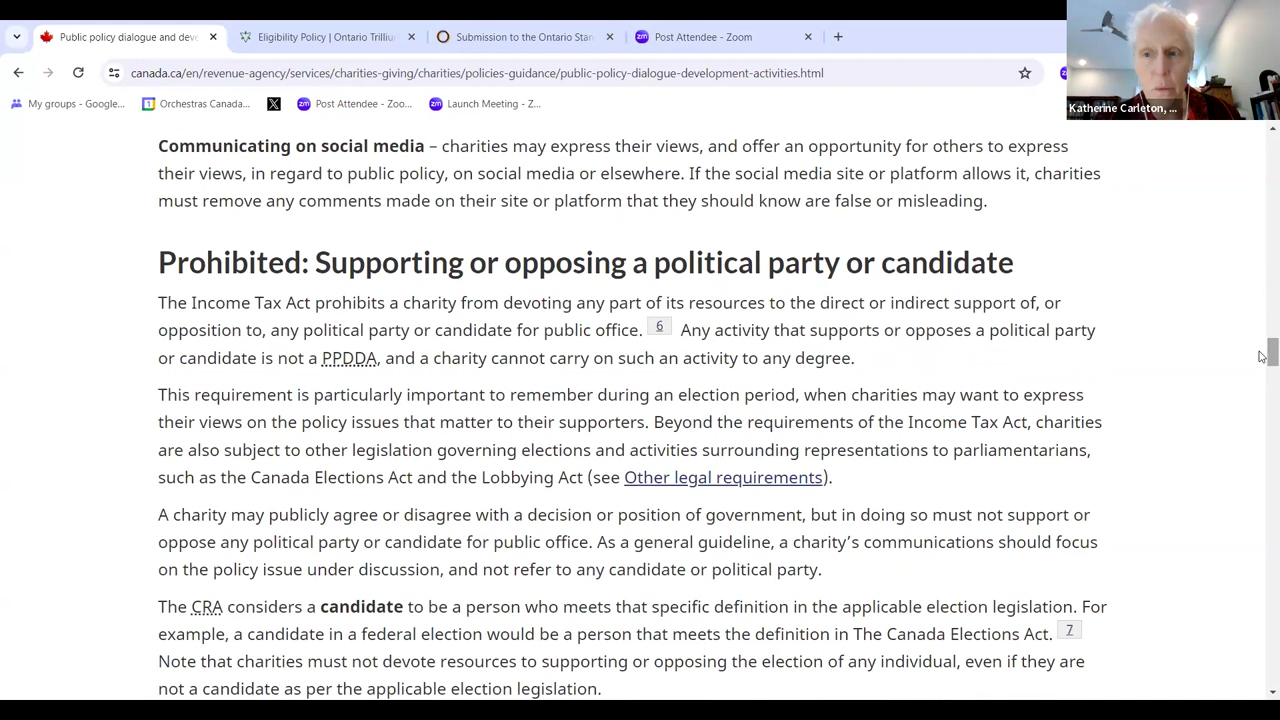 Public policy dialogue and deve
Eligibility Policy | Ontario Trilliu
Submission to the Ontario Stan
Post Attendee - Zoom
canada.ca/en/revenue-agency/services/charities-giving/charities/policies-guidance/public-policy-dialogue-development-activities.html
My groups - Google...
Orchestras Canada...
Post Attendee - Zoo...
Launch Meeting - Z...
Katherine Carleton, ...
Communicating on social media – charities may express their views, and offer an opportunity for others to express
their views, in regard to public policy, on social media or elsewhere. If the social media site or platform allows it, charities
must remove any comments made on their site or platform that they should know are false or misleading.
Prohibited: Supporting or opposing a political party or candidate
The Income Tax Act prohibits a charity from devoting any part of its resources to the direct or indirect support of, or
opposition to, any political party or candidate for public office. 6 Any activity that supports or opposes a political party
or candidate is not a PPDDA, and a charity cannot carry on such an activity to any degree.
This requirement is particularly important to remember during an election period, when charities may want to express
their views on the policy issues that matter to their supporters. Beyond the requirements of the Income Tax Act, charities
are also subject to other legislation governing elections and activities surrounding representations to parliamentarians,
such as the Canada Elections Act and the Lobbying Act (see Other legal requirements).
A charity may publicly agree or disagree with a decision or position of government, but in doing so must not support or
oppose any political party or candidate for public office. As a general guideline, a charity’s communications should focus
on the policy issue under discussion, and not refer to any candidate or political party.
The CRA considers a candidate to be a person who meets that specific definition in the applicable election legislation. For
example, a candidate in a federal election would be a person that meets the definition in The Canada Elections Act. 7
Note that charities must not devote resources to supporting or opposing the election of any individual, even if they are
not a candidate as per the applicable election legislation.